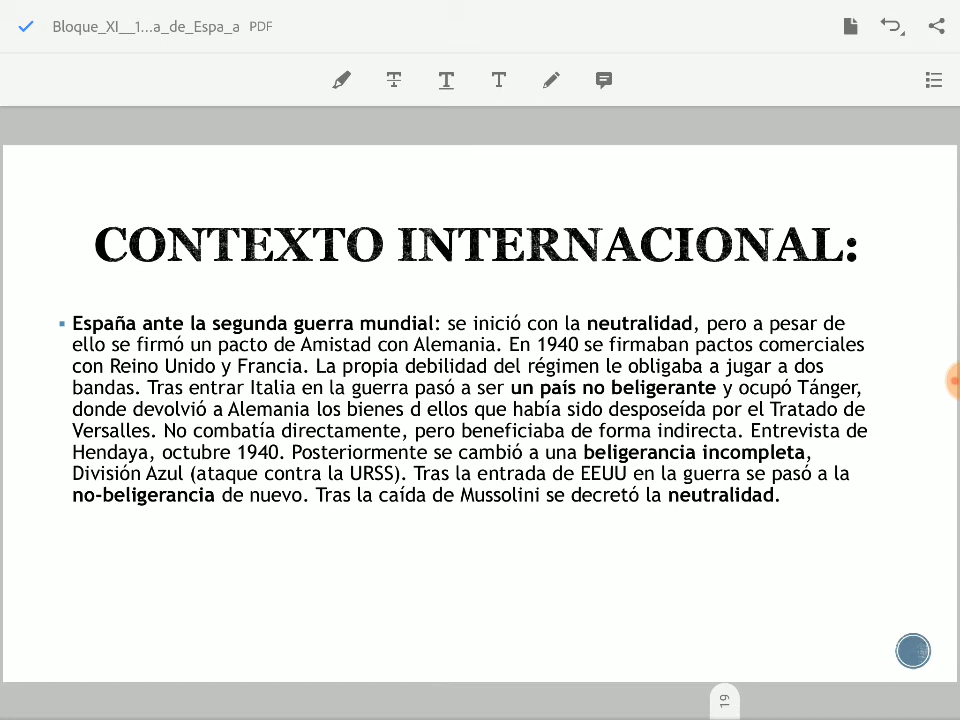 Bloque_XI__1...a_de_Espa_a PDF
CONTEXTO INTERNACIONAL:
▪ España ante la segunda guerra mundial: se inició con la neutralidad, pero a pesar de
ello se firmó un pacto de Amistad con Alemania. En 1940 se firmaban pactos comerciales
con Reino Unido y Francia. La propia debilidad del régimen le obligaba a jugar a dos
bandas. Tras entrar Italia en la guerra pasó a ser un país no beligerante y ocupó Tánger,
donde devolvió a Alemania los bienes d ellos que había sido desposeída por el Tratado de
Versalles. No combatía directamente, pero beneficiaba de forma indirecta. Entrevista de
Hendaya, octubre 1940. Posteriormente se cambió a una beligerancia incompleta,
División Azul (ataque contra la URSS). Tras la entrada de EEUU en la guerra se pasó a la
no-beligerancia de nuevo. Tras la caída de Mussolini se decretó la neutralidad.
19